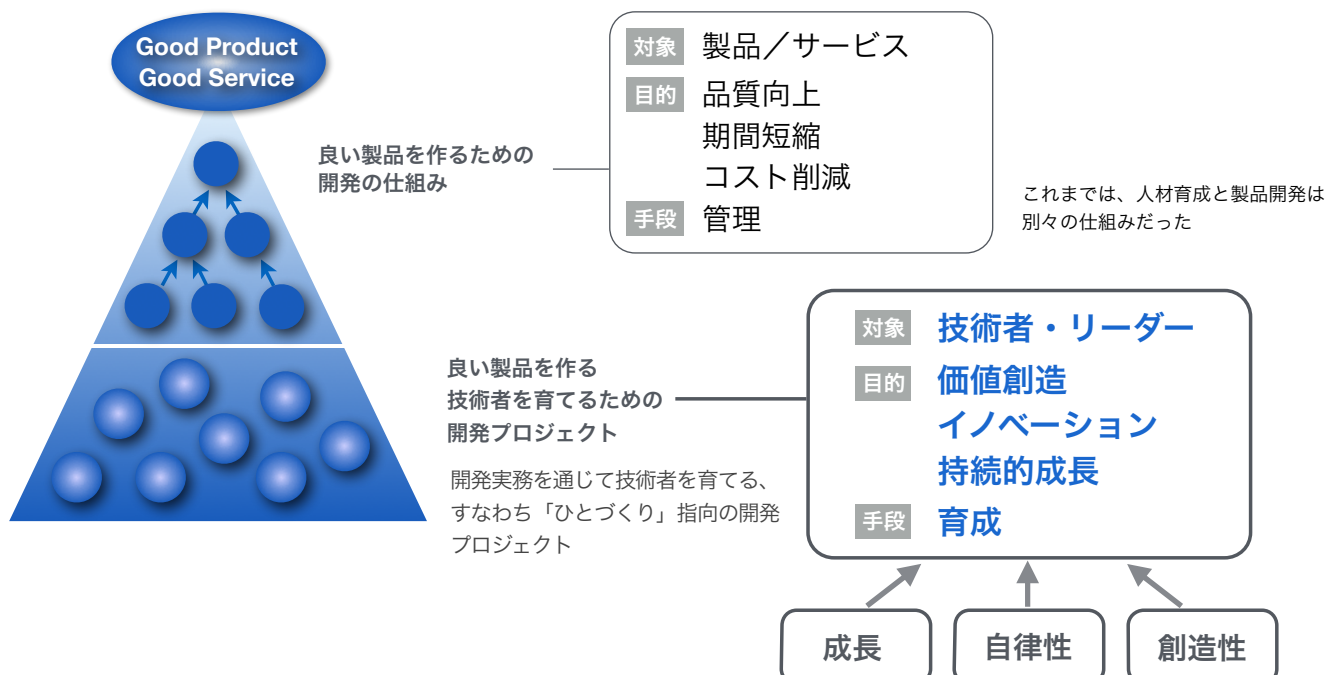 Good Product
Good Service
良い製品を作るための
開発の仕組み
対象 製品／サービス
目的 品質向上
期間短縮
コスト削減
手段 管理
これまでは、人材育成と製品開発は
別々の仕組みだった
良い製品を作る
技術者を育てるための
開発プロジェクト
開発実務を通じて技術者を育てる、
すなわち「ひとづくり」指向の開発
プロジェクト
対象 技術者・リーダー
目的 価値創造
イノベーション
持続的成長
手段 育成
成長 自律性 創造性